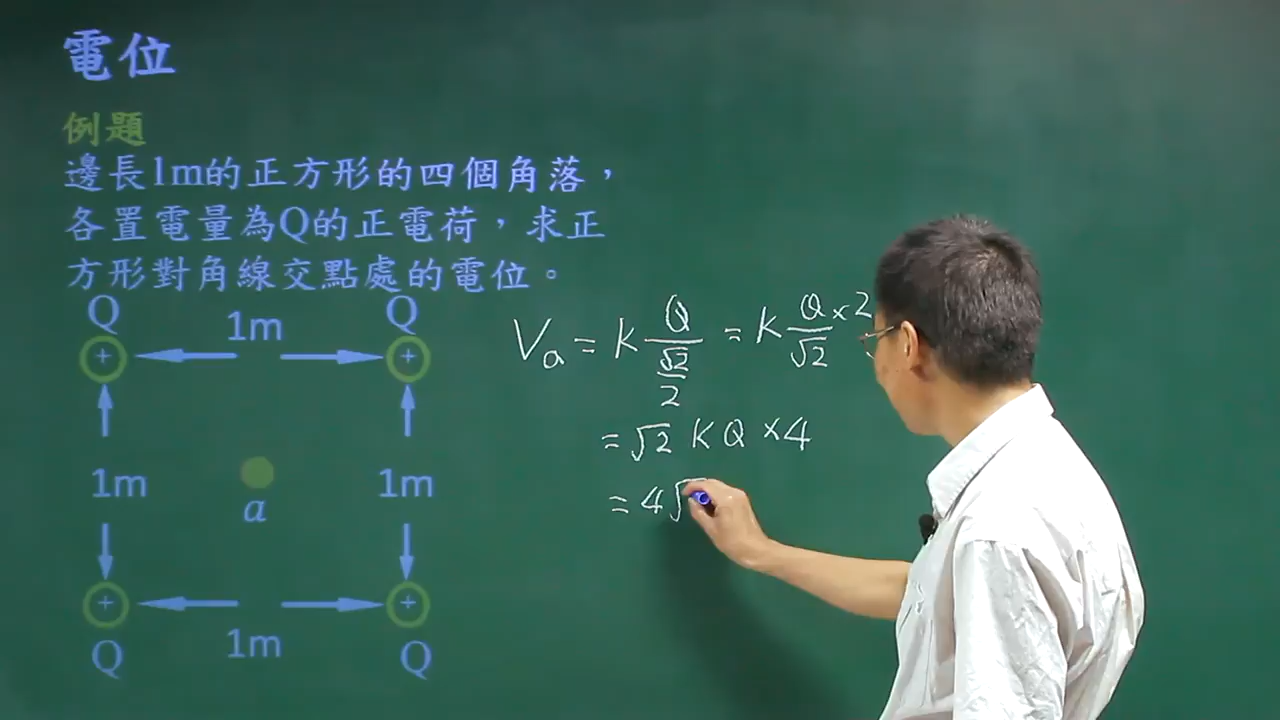 電位
例題
邊長1m的正方形的四個角落，
各置電量為Q的正電荷，求正
方形對角線交點處的電位。
Q 1m Q
+ +
1m 1m
a
+ +
Q 1m Q
Va = K Q/(√2/2) = K Q×2/√2
= √2 K Q ×4
= 4√